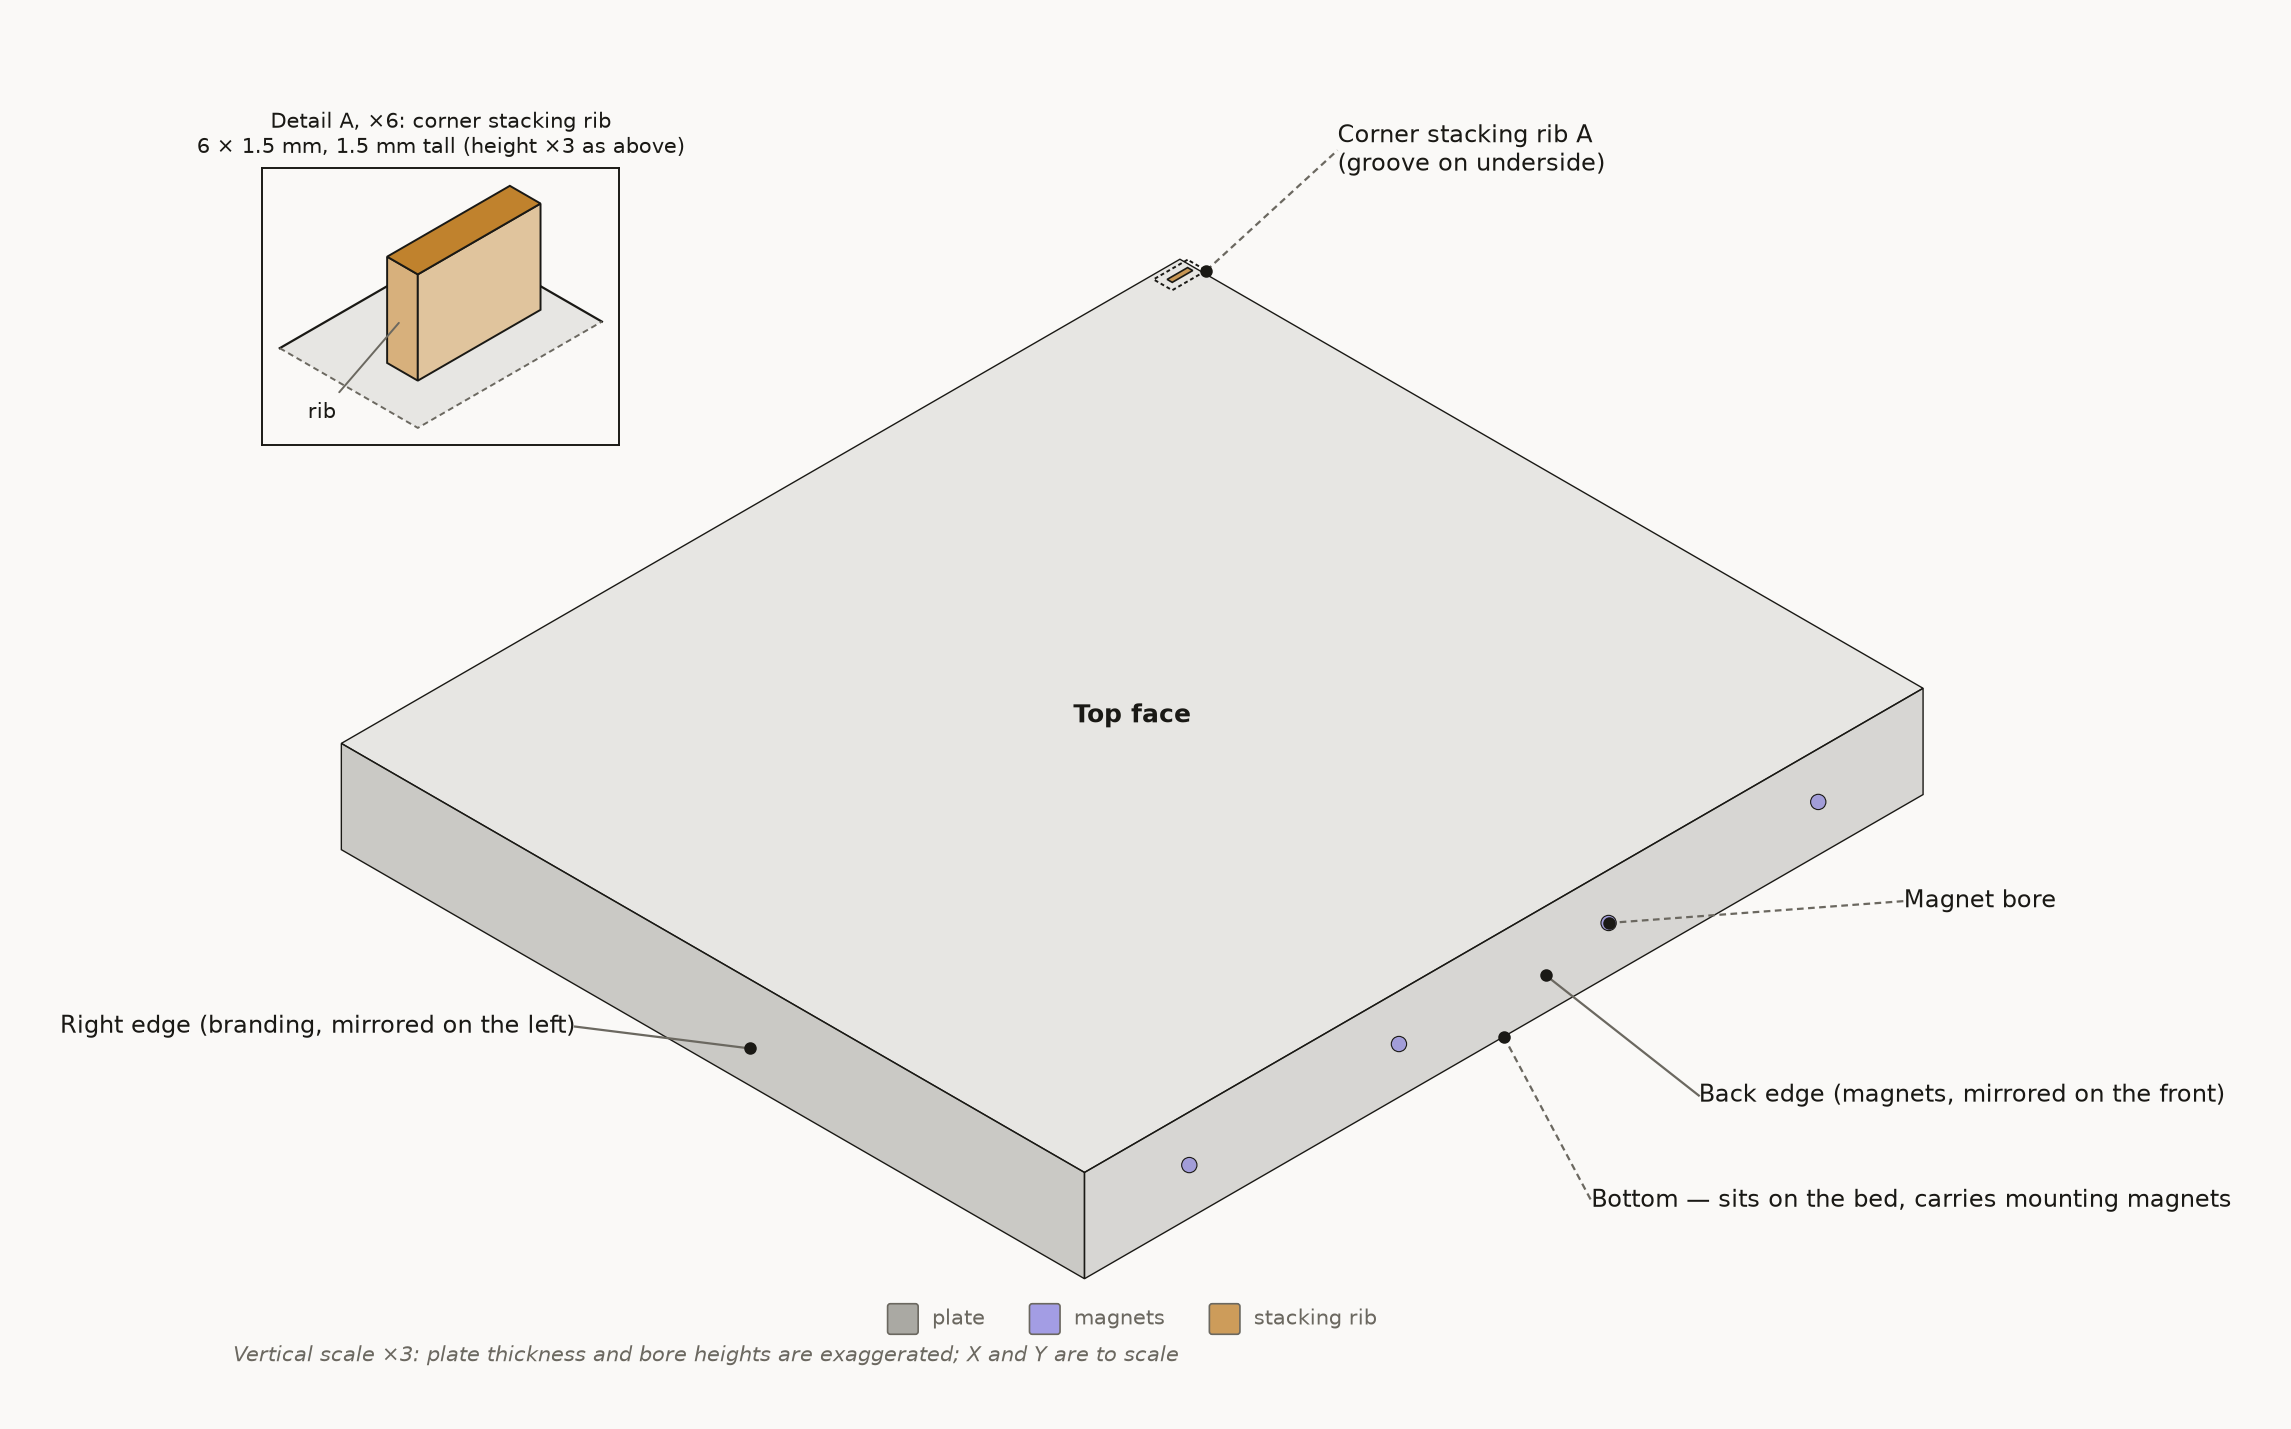 Detail A, ×6: corner stacking rib
6 × 1.5 mm, 1.5 mm tall (height ×3 as above)
rib
Corner stacking rib A
(groove on underside)
Top face
Magnet bore
Right edge (branding, mirrored on the left)
Back edge (magnets, mirrored on the front)
Bottom — sits on the bed, carries mounting magnets
plate
magnets
stacking rib
Vertical scale ×3: plate thickness and bore heights are exaggerated; X and Y are to scale